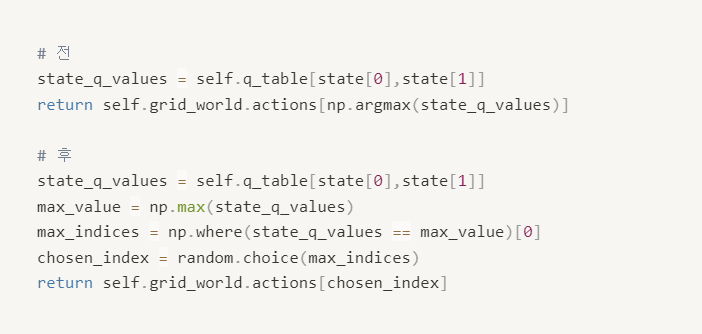 # 전
state_q_values = self.q_table[state[0],state[1]]
return self.grid_world.actions[np.argmax(state_q_values)]
# 후
state_q_values = self.q_table[state[0],state[1]]
max_value = np.max(state_q_values)
max_indices = np.where(state_q_values == max_value)[0]
chosen_index = random.choice(max_indices)
return self.grid_world.actions[chosen_index]